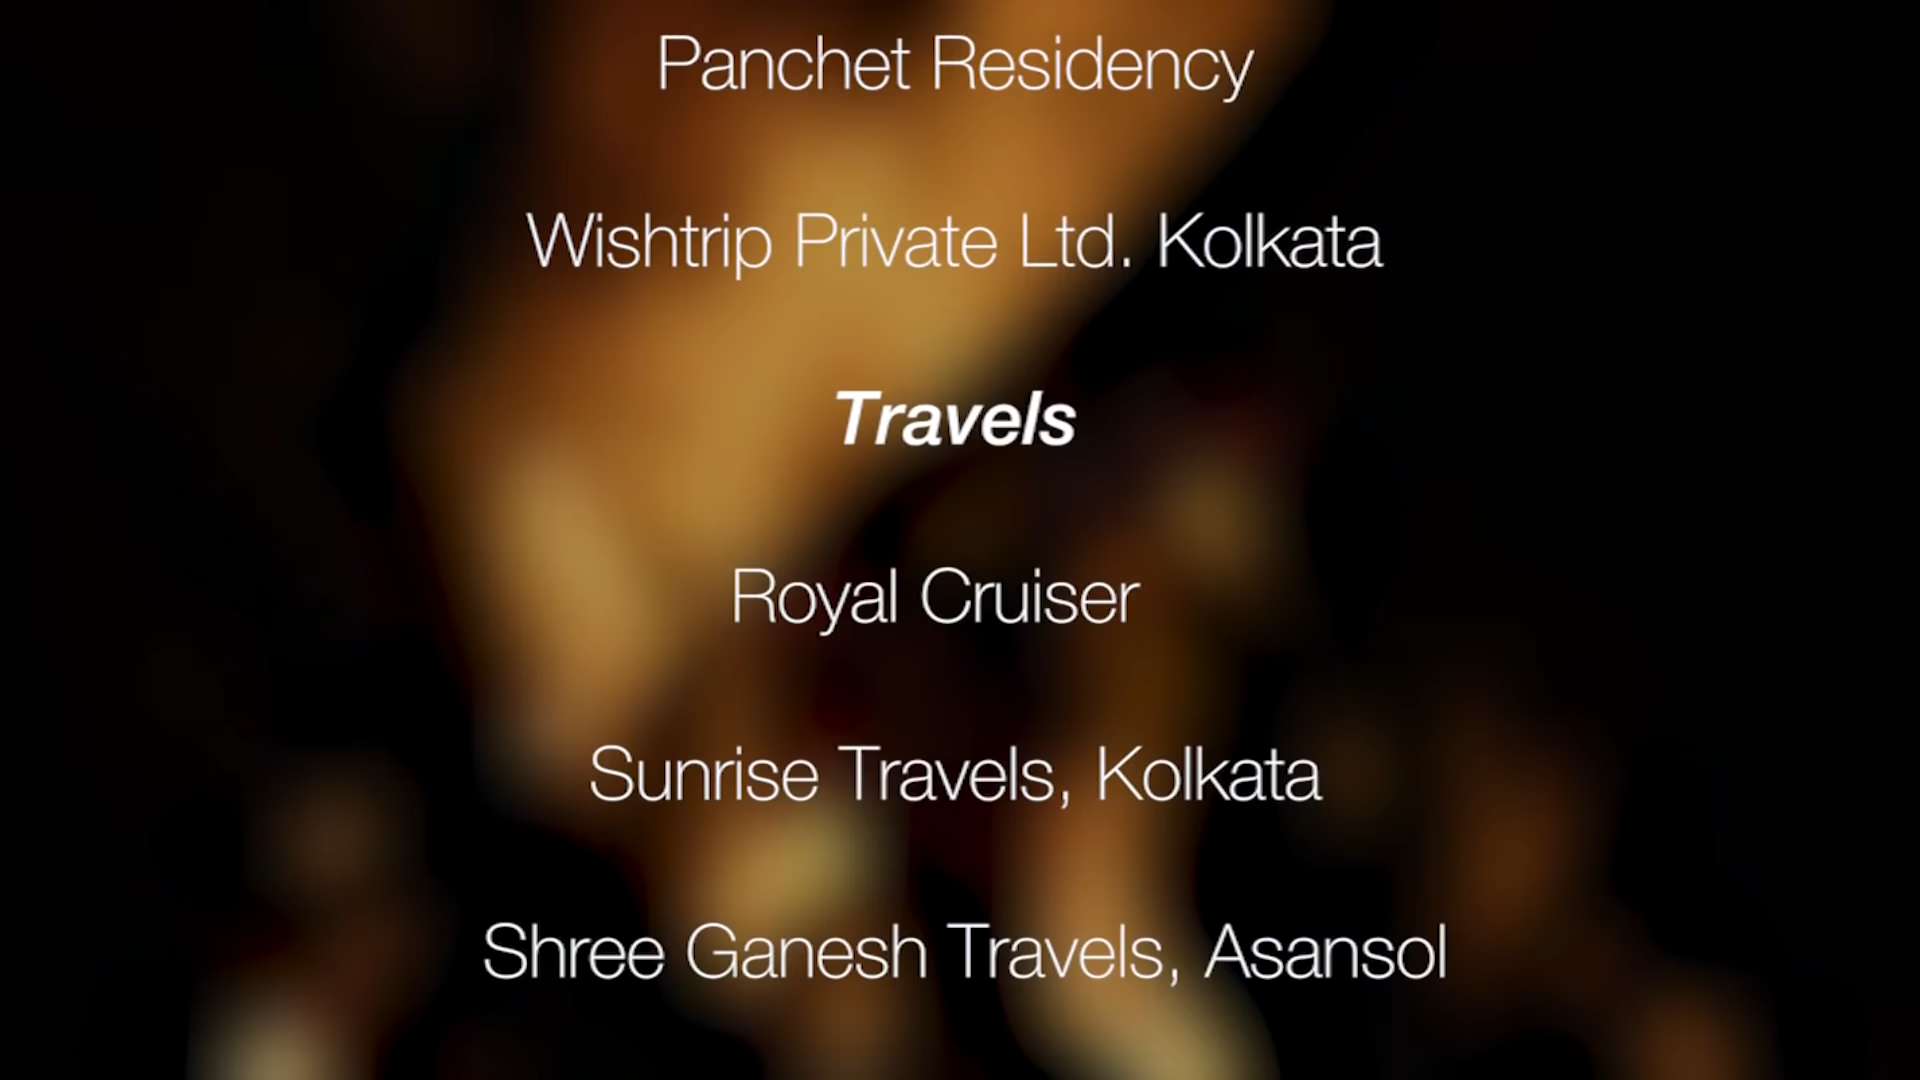 Panchet Residency
Wishtrip Private Ltd. Kolkata
Travels
Royal Cruiser
Sunrise Travels, Kolkata
Shree Ganesh Travels, Asansol